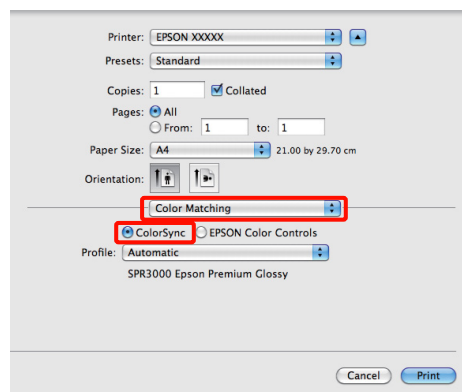 Printer: EPSON XXXXX
Presets: Standard
Copies: 1 Collated
Pages: All
From: 1 to: 1
Paper Size: A4 21.00 by 29.70 cm
Orientation:
Color Matching
ColorSync EPSON Color Controls
Profile: Automatic
SPR3000 Epson Premium Glossy
Cancel Print